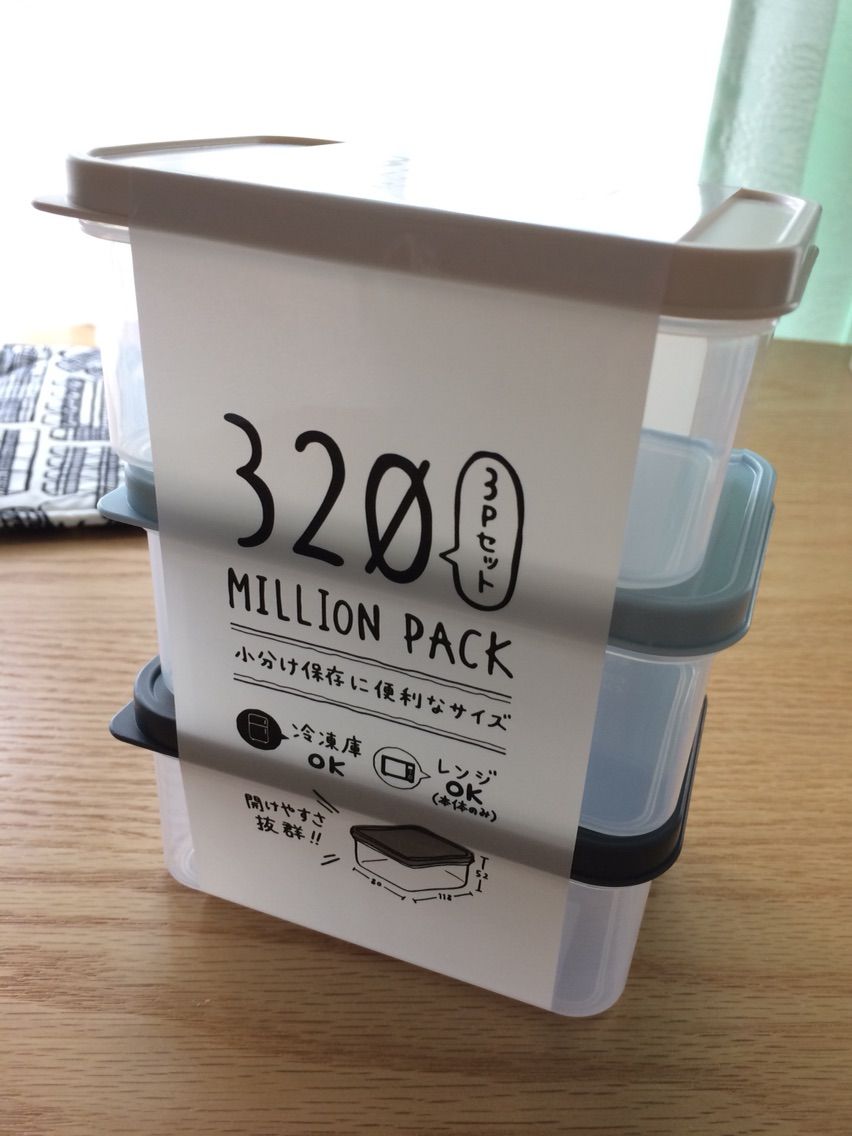 320
3Pセット
MILLION PACK
小分け保存に便利なサイズ
冷凍庫
OK
レンジ
OK
(本体のみ)
開けやすさ
抜群!!
52
80
118